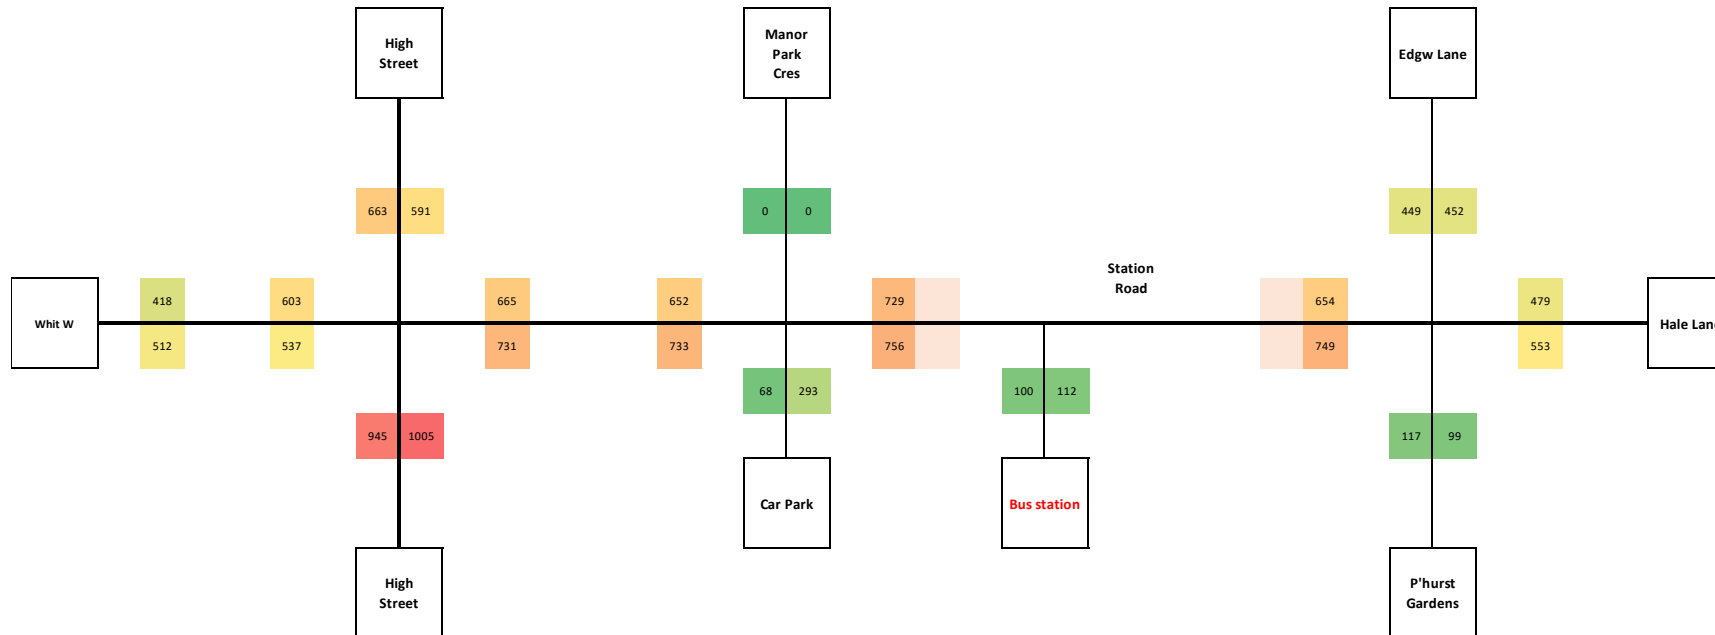 High
Street
Manor
Park
Cres
Edgw Lane
663 591
0 0
449 452
Station
Road
418 603 665 652 729 654 479
Whit W
Hale Lane
512 537 731 733 756 749 553
68 293
100 112
945 1005
117 99
Car Park
Bus station
High
Street
P'hurst
Gardens